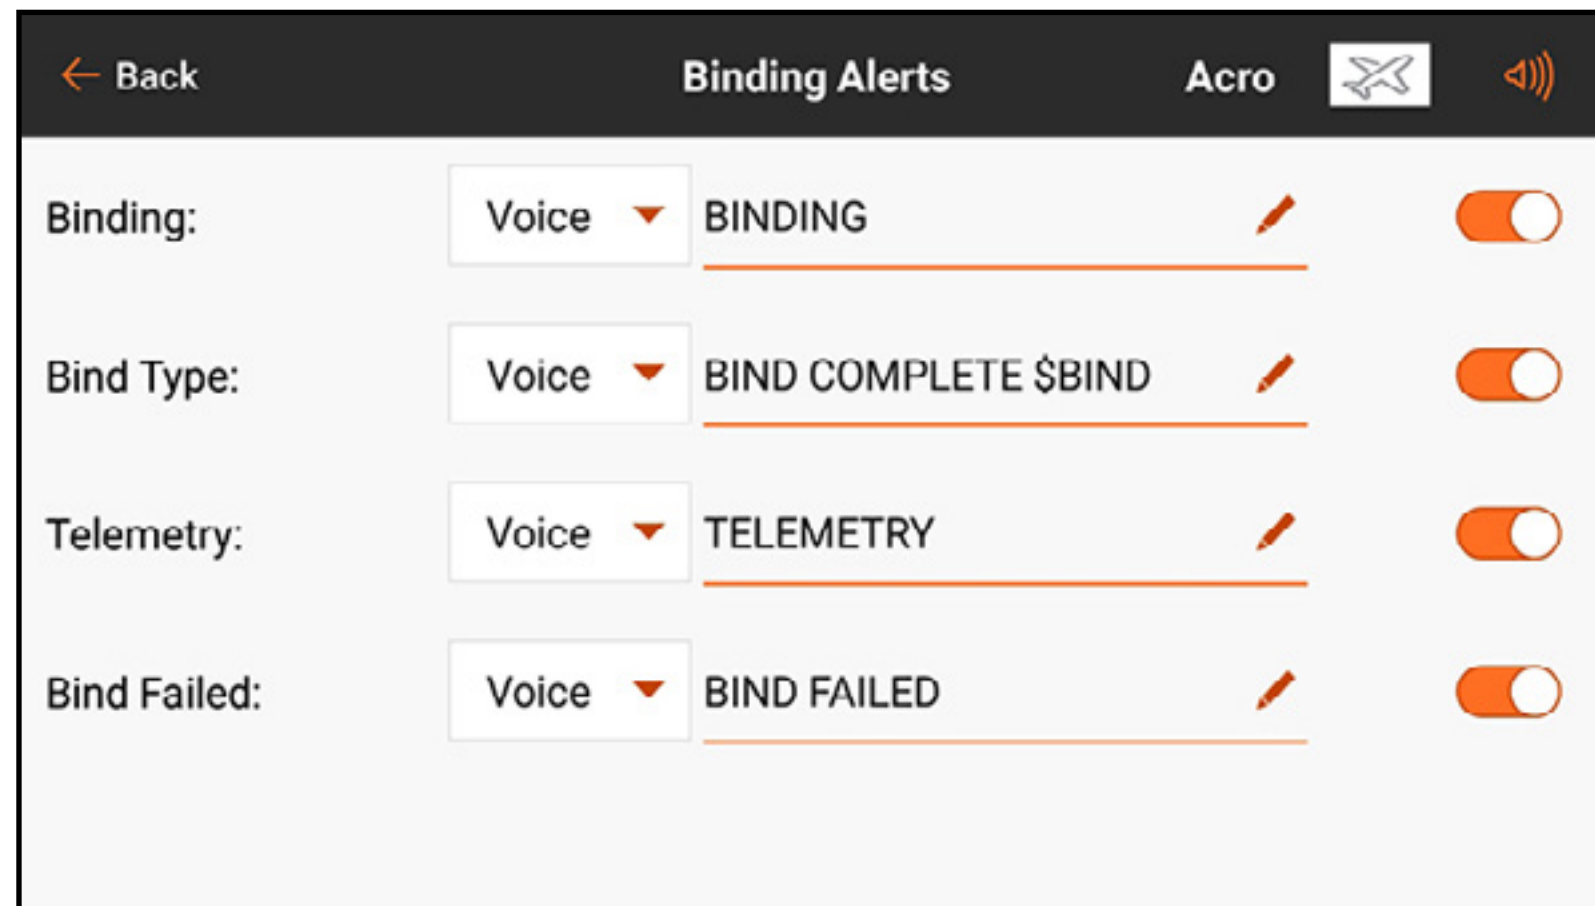 Back Binding Alerts Acro
Binding: Voice BINDING
Bind Type: Voice BIND COMPLETE $BIND
Telemetry: Voice TELEMETRY
Bind Failed: Voice BIND FAILED